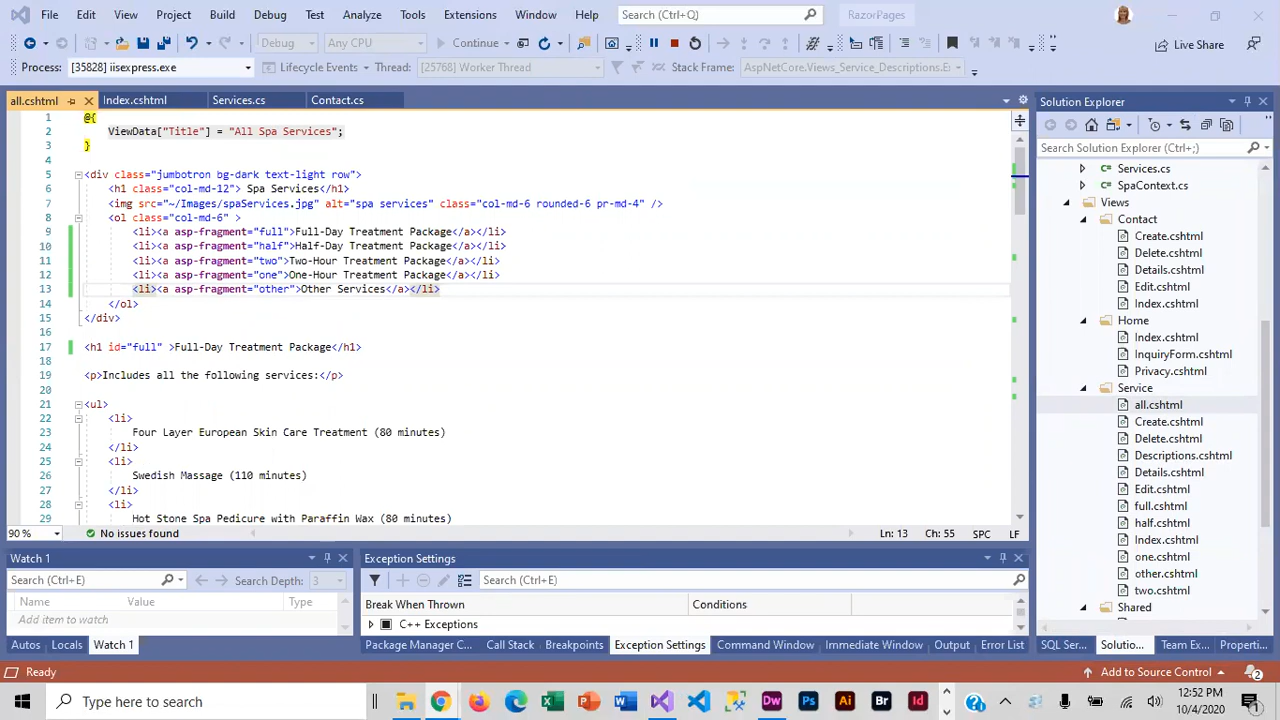 File Edit View Project Build Debug Test Analyze Tools Extensions Window Help Search (Ctrl+Q) RazorPages
Debug Any CPU Continue Live Share
Process: [35828] iisexpress.exe Lifecycle Events Thread: [25768] Worker Thread Stack Frame: AspNetCore.Views_Service_Descriptions.E
all.cshtml Index.cshtml Services.cs Contact.cs
1 @{
2 ViewData["Title"] = "All Spa Services";
3 }
4
5 <div class="jumbotron bg-dark text-light row">
6 <h1 class="col-md-12"> Spa Services</h1>
7 <img src="~/Images/spaServices.jpg" alt="spa services" class="col-md-6 rounded-6 pr-md-4" />
8 <ol class="col-md-6" >
9 <li><a asp-fragment="full">Full-Day Treatment Package</a></li>
10 <li><a asp-fragment="half">Half-Day Treatment Package</a></li>
11 <li><a asp-fragment="two">Two-Hour Treatment Package</a></li>
12 <li><a asp-fragment="one">One-Hour Treatment Package</a></li>
13 <li><a asp-fragment="other">Other Services</a></li>
14 </ol>
15 </div>
16
17 <h1 id="full" >Full-Day Treatment Package</h1>
18
19 <p>Includes all the following services:</p>
20
21 <ul>
22 <li>
23 Four Layer European Skin Care Treatment (80 minutes)
24 </li>
25 <li>
26 Swedish Massage (110 minutes)
27 </li>
28 <li>
29 Hot Stone Spa Pedicure with Paraffin Wax (80 minutes)
90 % No issues found Ln: 13 Ch: 55 SPC LF
Solution Explorer
Search Solution Explorer (Ctrl+;)
Services.cs
SpaContext.cs
Views
Contact
Create.cshtml
Delete.cshtml
Details.cshtml
Edit.cshtml
Index.cshtml
Home
Index.cshtml
InquiryForm.cshtml
Privacy.cshtml
Service
all.cshtml
Create.cshtml
Delete.cshtml
Descriptions.cshtml
Details.cshtml
Edit.cshtml
full.cshtml
half.cshtml
Index.cshtml
one.cshtml
other.cshtml
two.cshtml
Shared
Watch 1
Search (Ctrl+E) Search Depth: 3
Name Value Type
Add item to watch
Autos Locals Watch 1
Exception Settings
Search (Ctrl+E)
Break When Thrown Conditions
C++ Exceptions
Package Manager C... Call Stack Breakpoints Exception Settings Command Window Immediate Window Output Error List
SQL Ser... Solutio... Team Ex... Properti...
Ready Add to Source Control 2
Type here to search
12:52 PM
10/4/2020
1